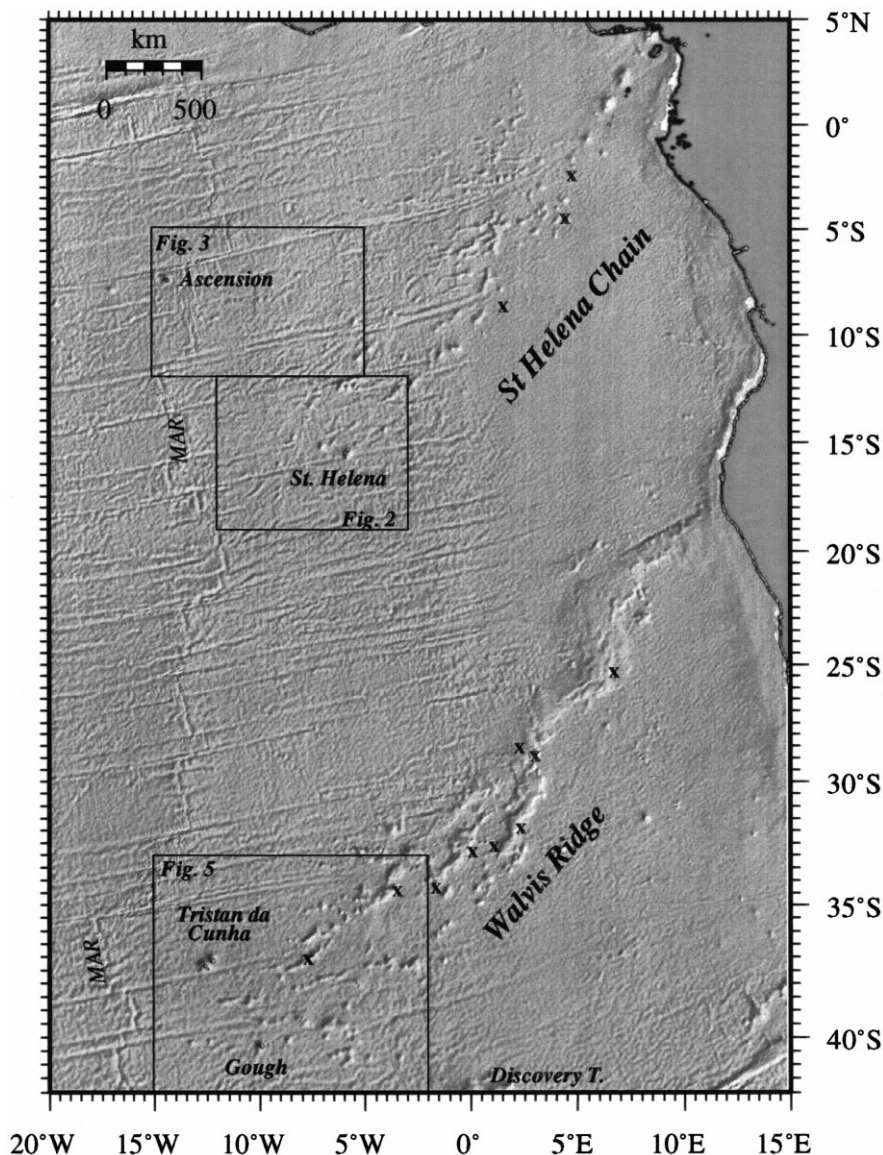 km
0 500
5°N
0°
5°S
10°S
15°S
20°S
25°S
30°S
35°S
40°S
Fig. 3
Ascension
x
x
x
St Helena Chain
MAR
St. Helena
Fig. 2
x
x
x
x
x
x
x
x
x
Walvis Ridge
Fig. 5
Tristan da
Cunha
MAR
Gough
Discovery T.
20°W 15°W 10°W 5°W 0° 5°E 10°E 15°E